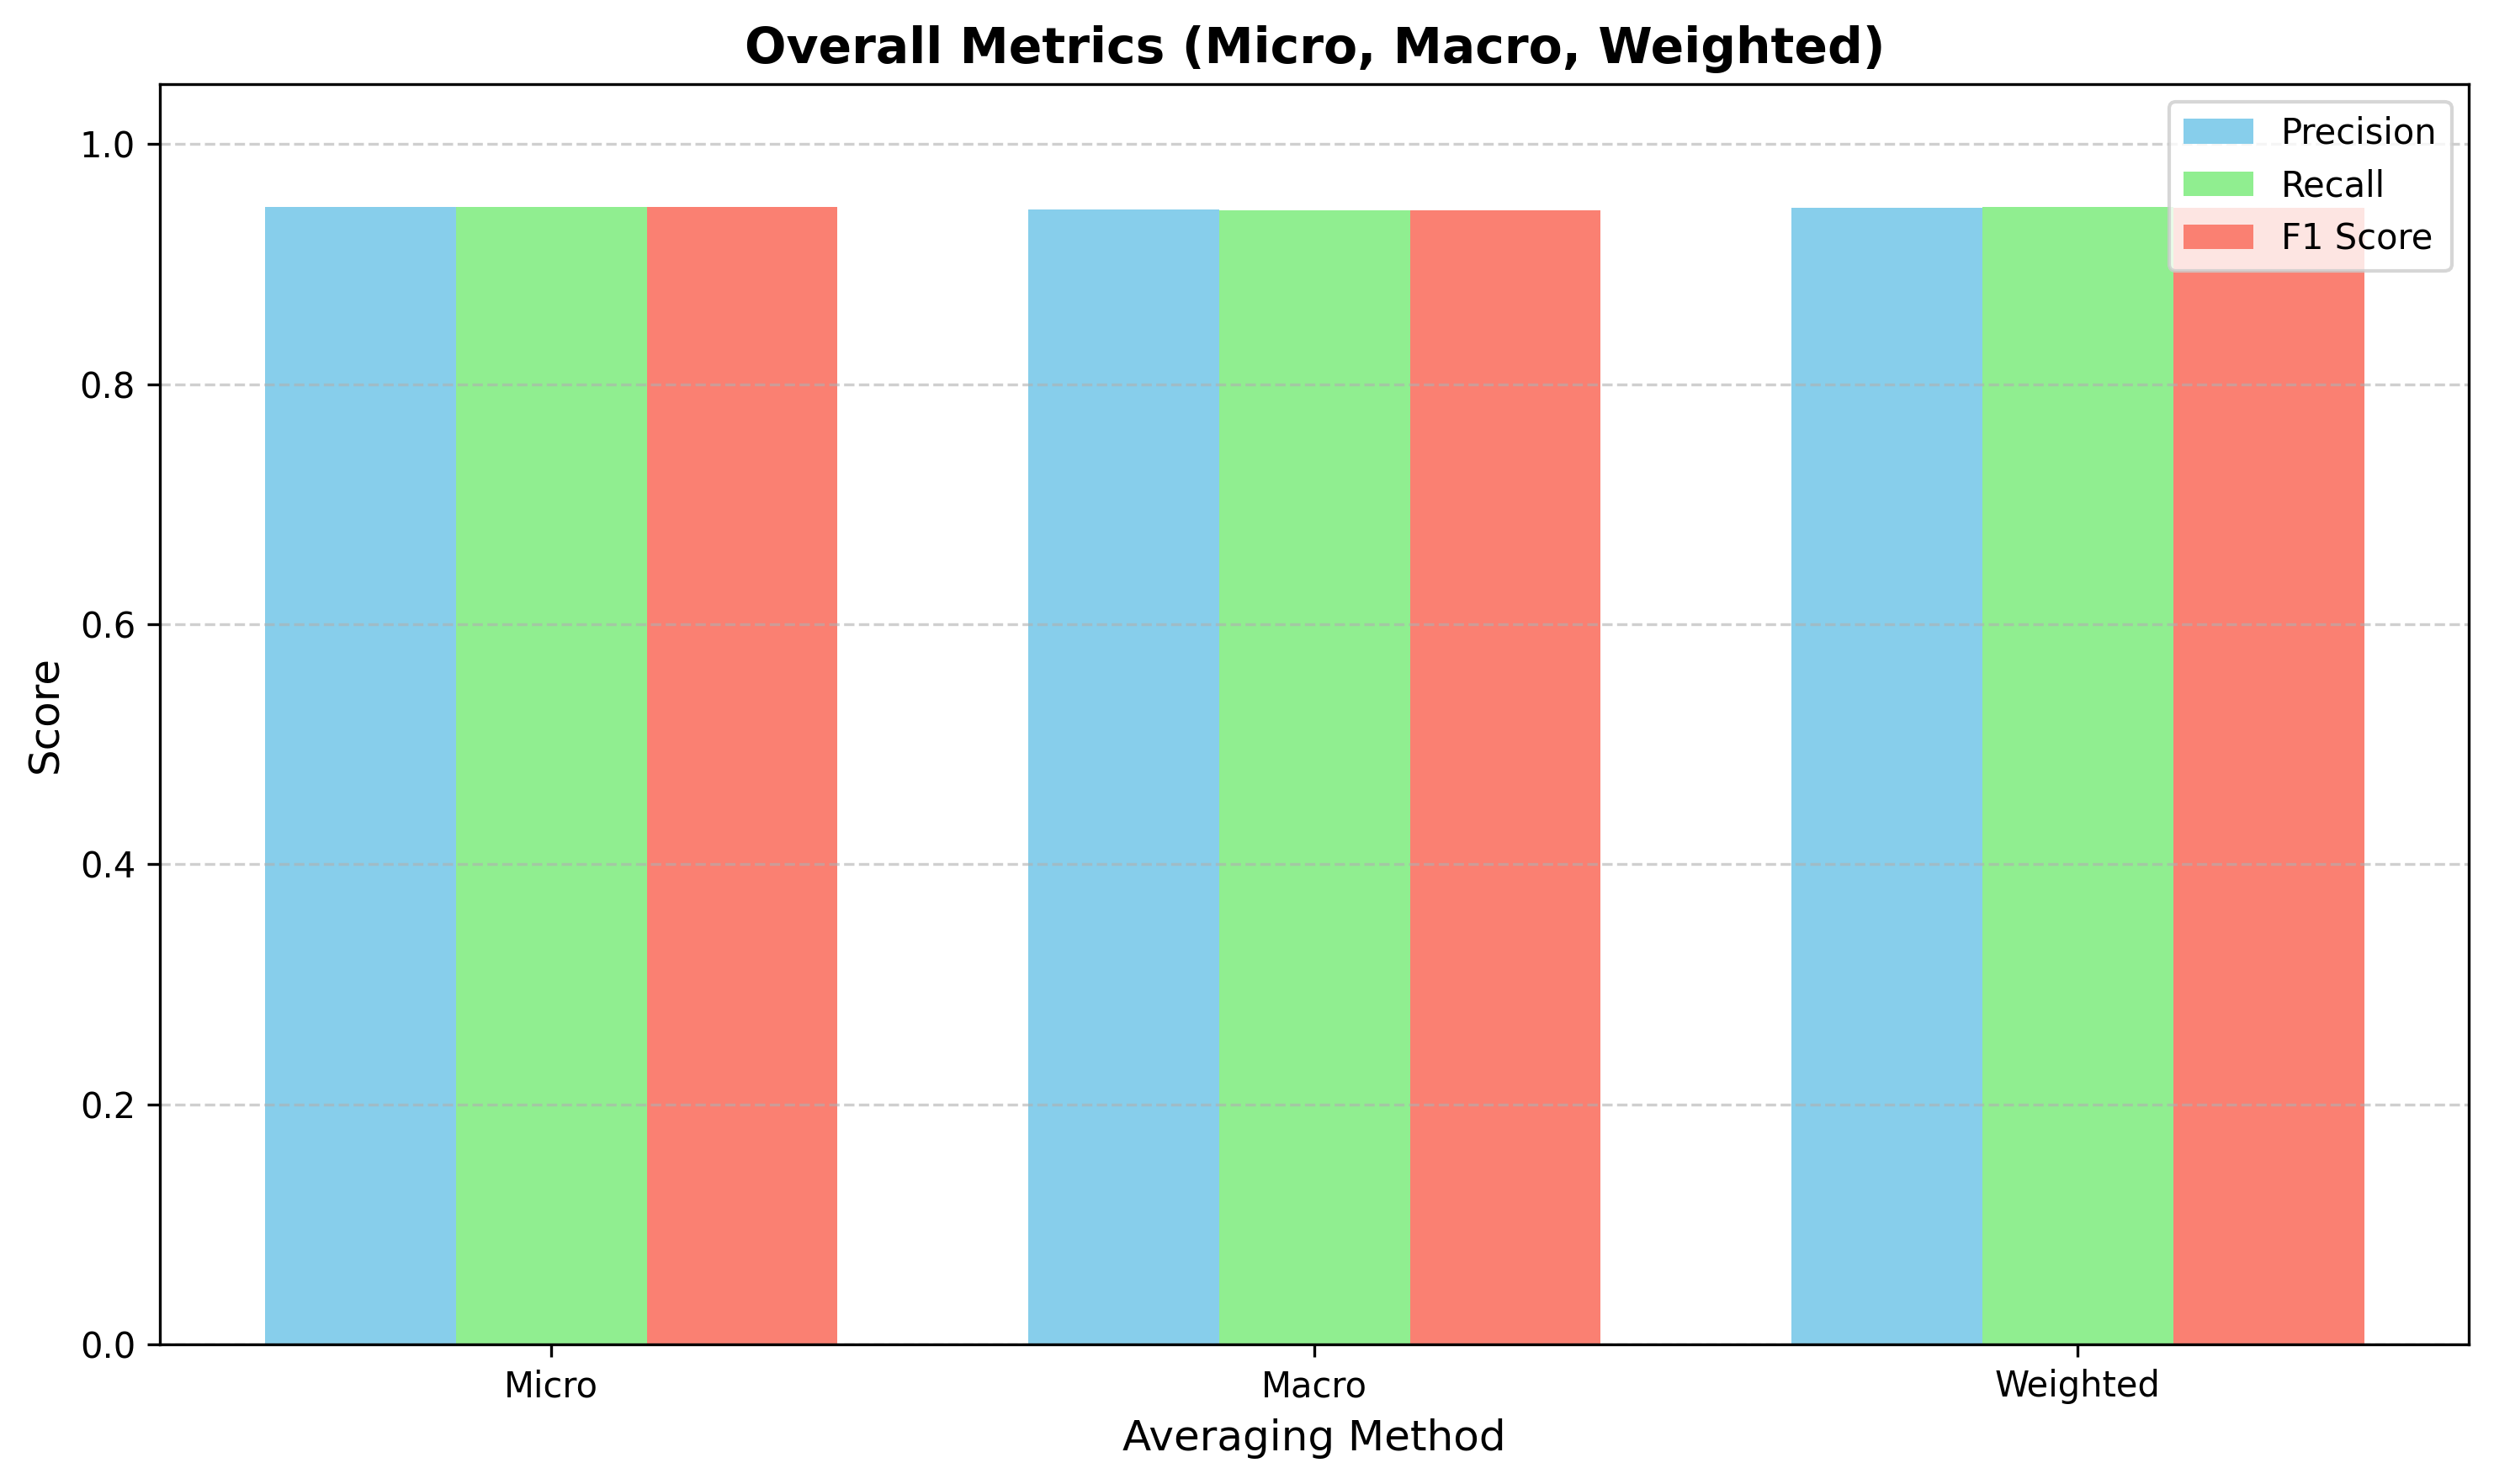 Overall Metrics (Micro, Macro, Weighted)
Precision
Recall
F1 Score
Score
1.0
0.8
0.6
0.4
0.2
0.0
Micro
Macro
Weighted
Averaging Method